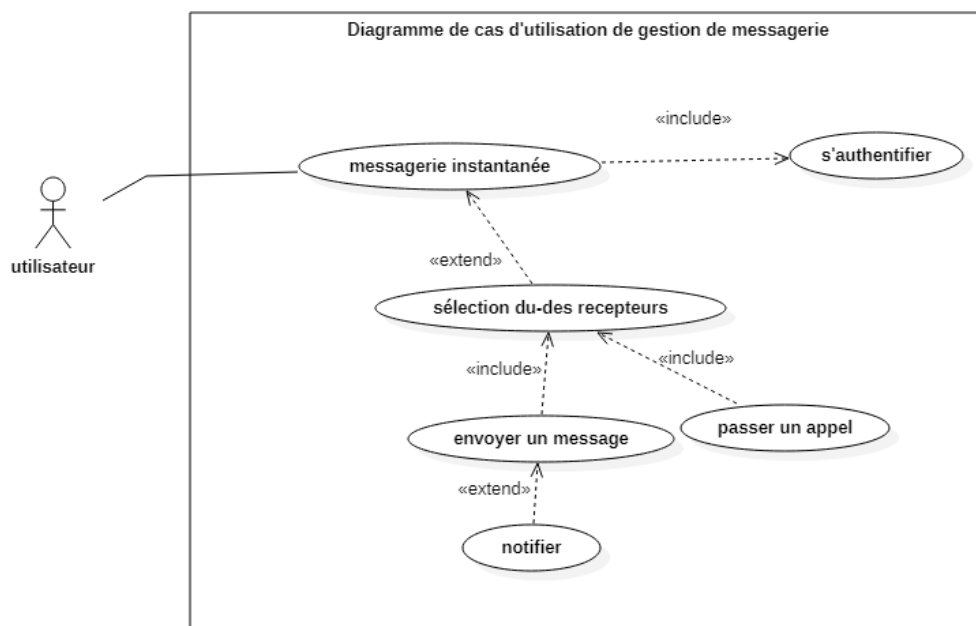 Diagramme de cas d'utilisation de gestion de messagerie
«include»
messagerie instantanée
s'authentifier
utilisateur
«extend»
sélection du-des recepteurs
«include»
«include»
envoyer un message
passer un appel
«extend»
notifier